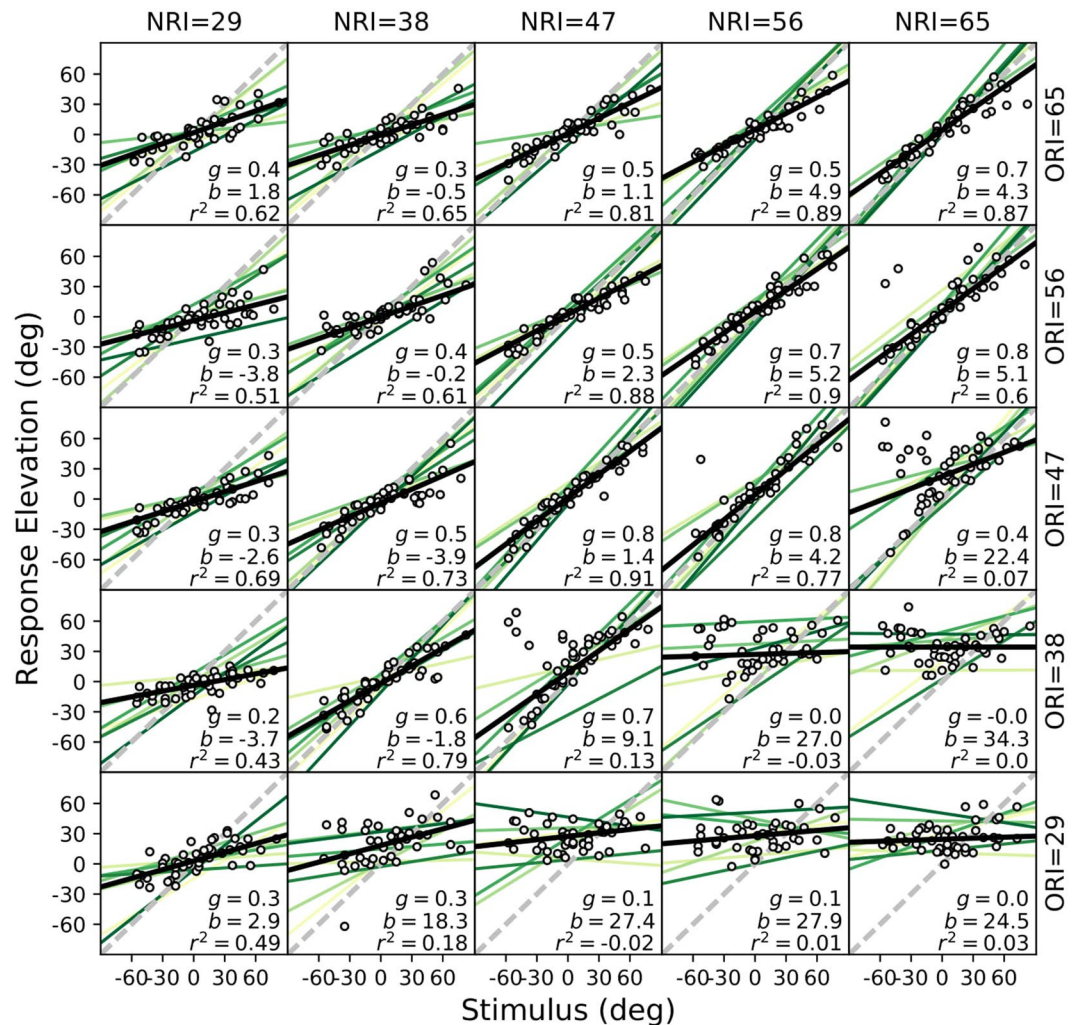 NRI=29 NRI=38 NRI=47 NRI=56 NRI=65
Response Elevation (deg)
60
30
0
-30
-60
g = 0.4
b = 1.8
r² = 0.62
g = 0.3
b = -0.5
r² = 0.65
g = 0.5
b = 1.1
r² = 0.81
g = 0.5
b = 4.9
r² = 0.89
g = 0.7
b = 4.3
r² = 0.87
ORI=65
60
30
0
-30
-60
g = 0.3
b = -3.8
r² = 0.51
g = 0.4
b = -0.2
r² = 0.61
g = 0.5
b = 2.3
r² = 0.88
g = 0.7
b = 5.2
r² = 0.9
g = 0.8
b = 5.1
r² = 0.6
ORI=56
60
30
0
-30
-60
g = 0.3
b = -2.6
r² = 0.69
g = 0.5
b = -3.9
r² = 0.73
g = 0.8
b = 1.4
r² = 0.91
g = 0.8
b = 4.2
r² = 0.77
g = 0.4
b = 22.4
r² = 0.07
ORI=47
60
30
0
-30
-60
g = 0.2
b = -3.7
r² = 0.43
g = 0.6
b = -1.8
r² = 0.79
g = 0.7
b = 9.1
r² = 0.13
g = 0.0
b = 27.0
r² = -0.03
g = -0.0
b = 34.3
r² = 0.0
ORI=38
60
30
0
-30
-60
g = 0.3
b = 2.9
r² = 0.49
g = 0.3
b = 18.3
r² = 0.18
g = 0.1
b = 27.4
r² = -0.02
g = 0.1
b = 27.9
r² = 0.01
g = 0.0
b = 24.5
r² = 0.03
ORI=29
-60 -30 0 30 60 -60 -30 0 30 60 -60 -30 0 30 60 -60 -30 0 30 60 -60 -30 0 30 60
Stimulus (deg)